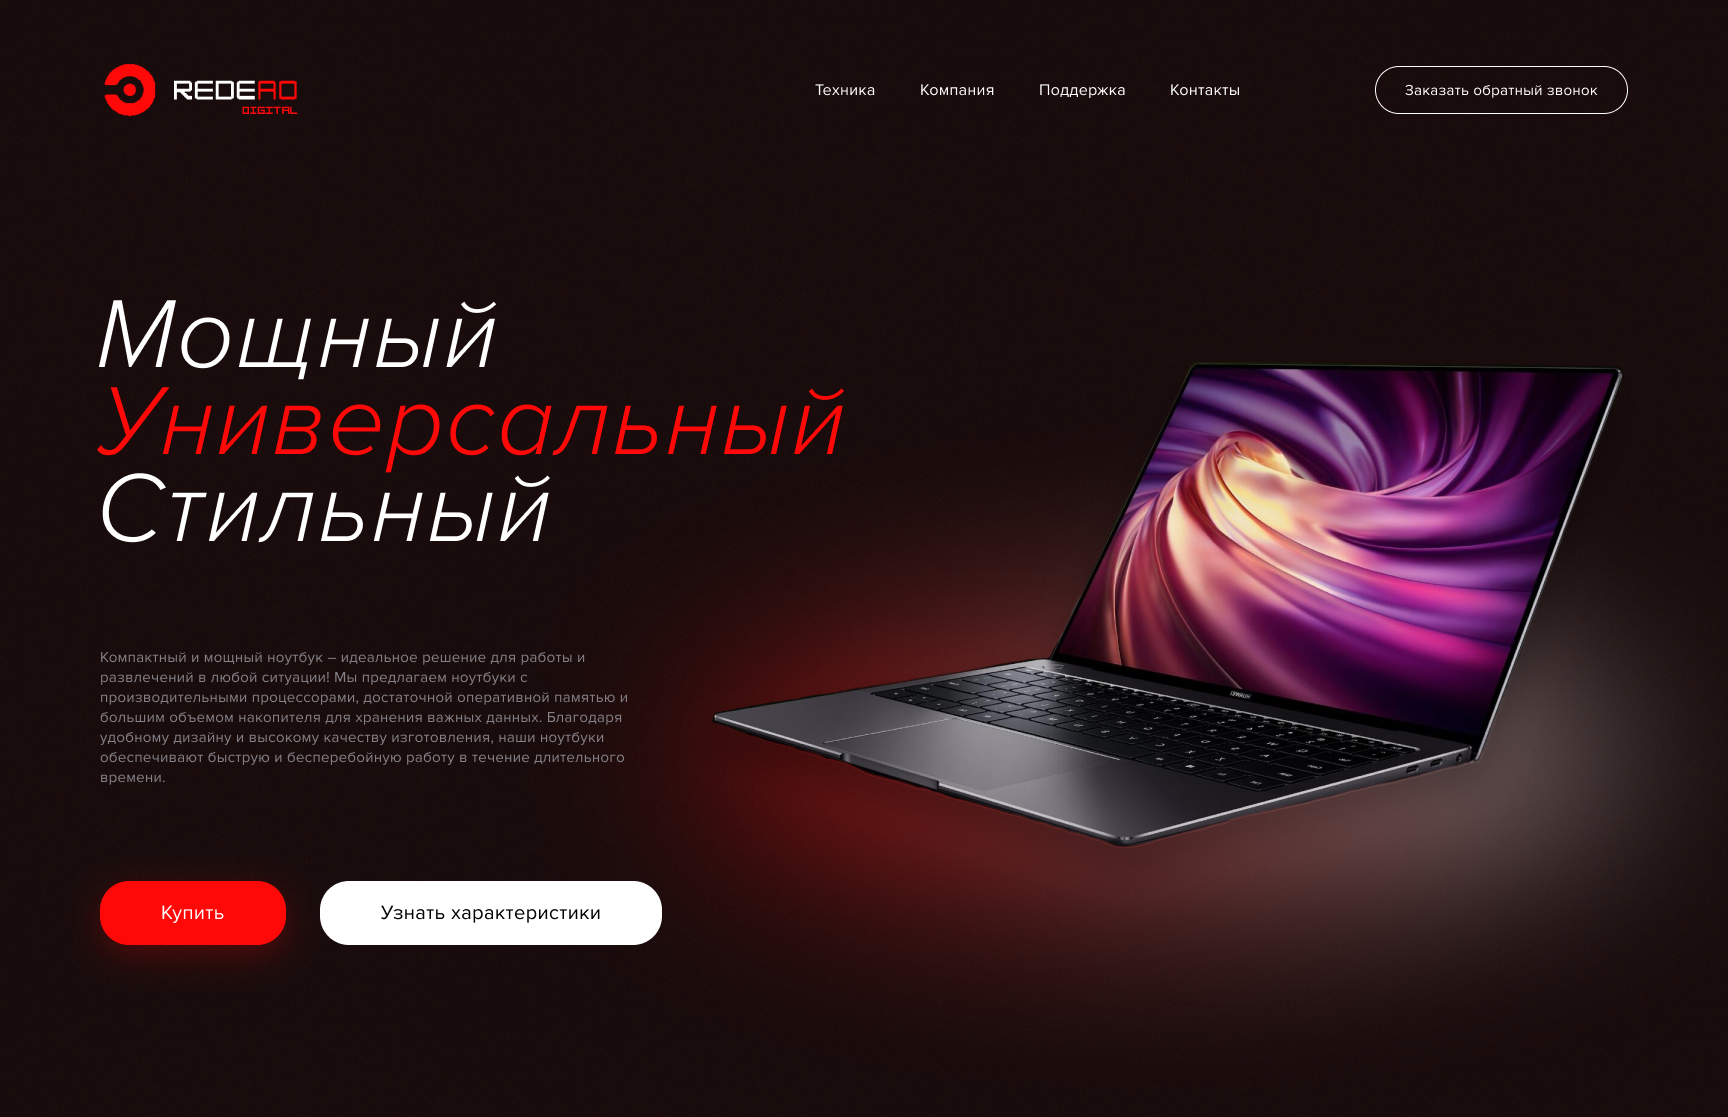 REDEAD
DIGITAL
Техника Компания Поддержка Контакты
Заказать обратный звонок
Мощный
Универсальный
Стильный
Компактный и мощный ноутбук – идеальное решение для работы и
развлечений в любой ситуации! Мы предлагаем ноутбуки с
производительными процессорами, достаточной оперативной памятью и
большим объемом накопителя для хранения важных данных. Благодаря
удобному дизайну и высокому качеству изготовления, наши ноутбуки
обеспечивают быструю и бесперебойную работу в течение длительного
времени.
HUAWEI
Купить
Узнать характеристики